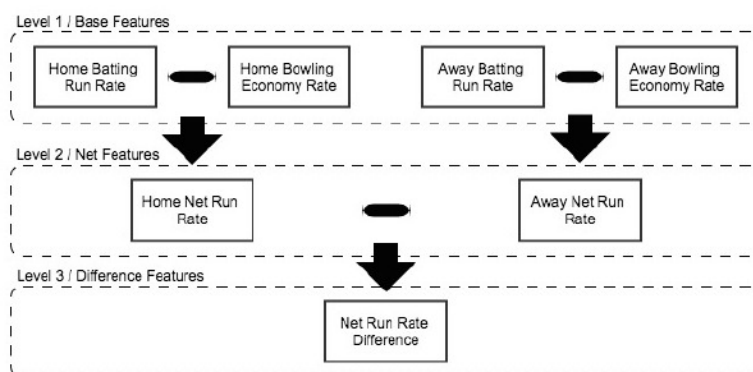 Level 1 / Base Features
Home Batting
Run Rate
Home Bowling
Economy Rate
Away Batting
Run Rate
Away Bowling
Economy Rate
Level 2 / Net Features
Home Net Run
Rate
Away Net Run
Rate
Level 3 / Difference Features
Net Run Rate
Difference